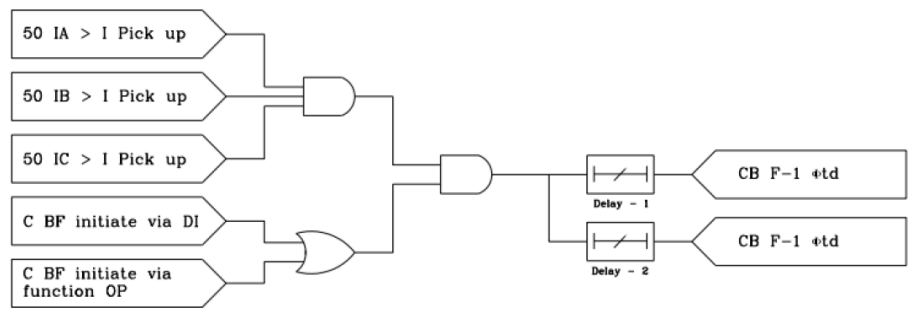 50 IA > I Pick up
50 IB > I Pick up
50 IC > I Pick up
C BF initiate via DI
C BF initiate via
function OP
Delay - 1
CB F-1 Φtd
Delay - 2
CB F-1 Φtd